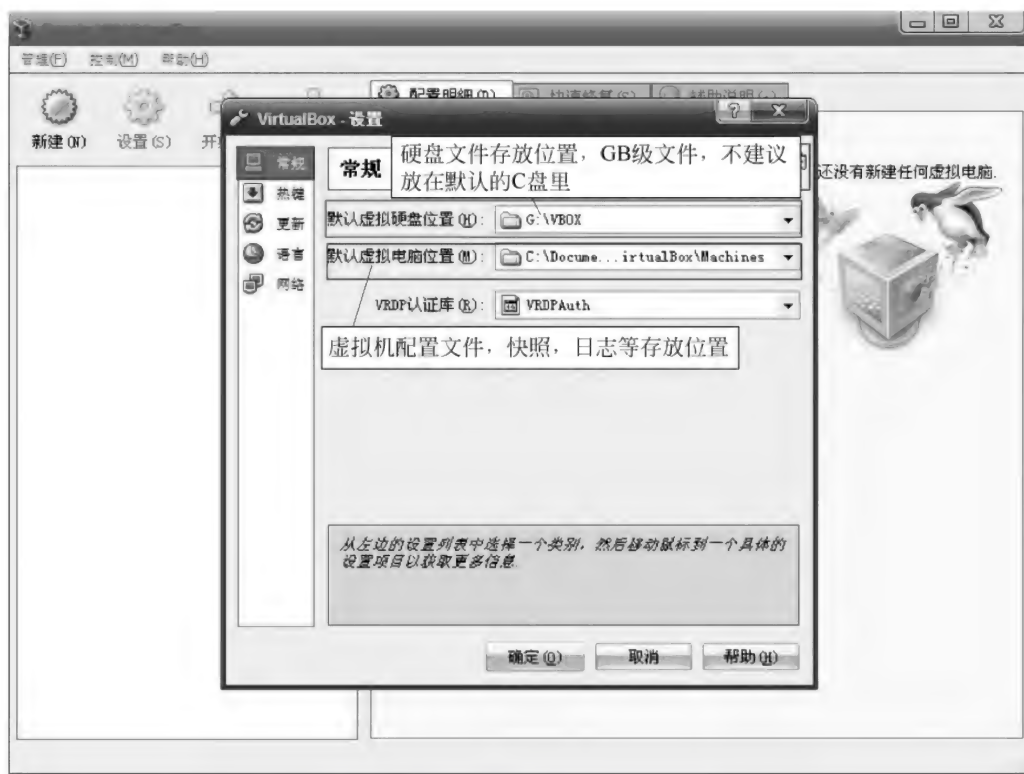 管理(F) 控制(M) 帮助(H)
新建(N) 设置(S) 开
配置明细(D) 快速修复(S) 辅助说明(-)
还没有新建任何虚拟电脑.
VirtualBox - 设置
常规
热键
更新
语言
网络
常规
硬盘文件存放位置，GB级文件，不建议
放在默认的C盘里
默认虚拟硬盘位置(H): G:\VBOX
默认虚拟电脑位置(M): C:\Docume...irtualBox\Machines
VRDP认证库(R): VRDPAuth
虚拟机配置文件，快照，日志等存放位置
从左边的设置列表中选择一个类别，然后移动鼠标到一个具体的
设置项目以获取更多信息.
确定(O) 取消 帮助(H)